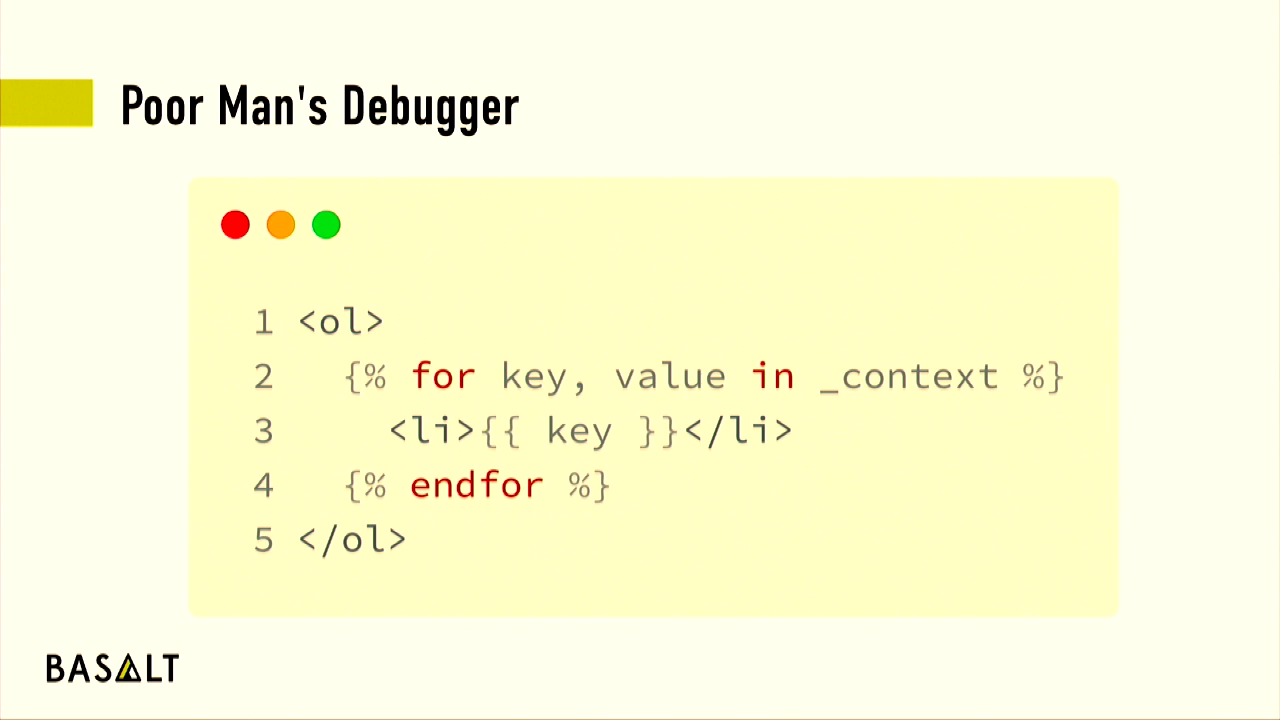 Poor Man's Debugger
1 <ol>
2 {% for key, value in _context %}
3 <li>{{ key }}</li>
4 {% endfor %}
5 </ol>
BASALT